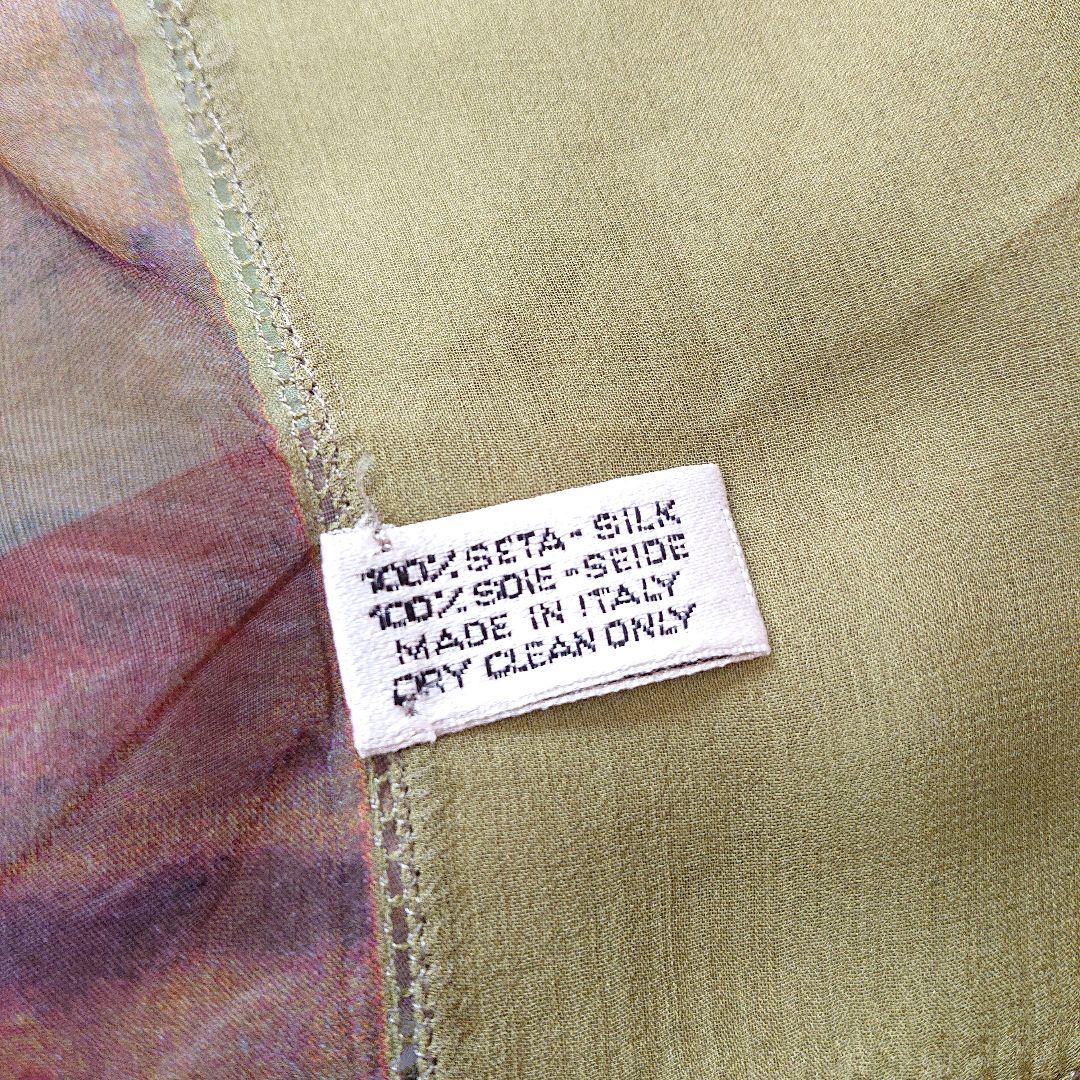 100% SETA - SILK
100% SOIE - SEIDE
MADE IN ITALY
DRY CLEAN ONLY